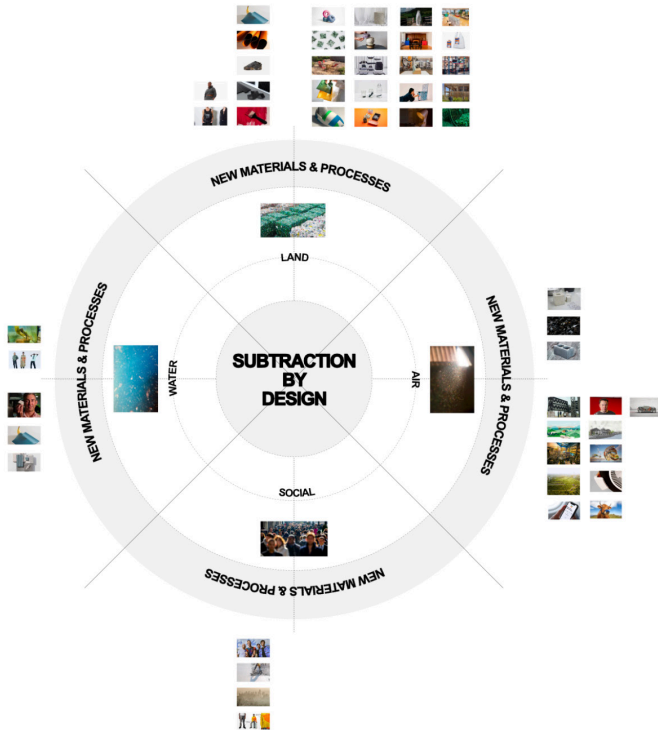 NEW MATERIALS & PROCESSES
LAND
NEW MATERIALS & PROCESSES
NEW MATERIALS & PROCESSES
WATER
SUBTRACTION
BY
DESIGN
AIR
SOCIAL
NEW MATERIALS & PROCESSES